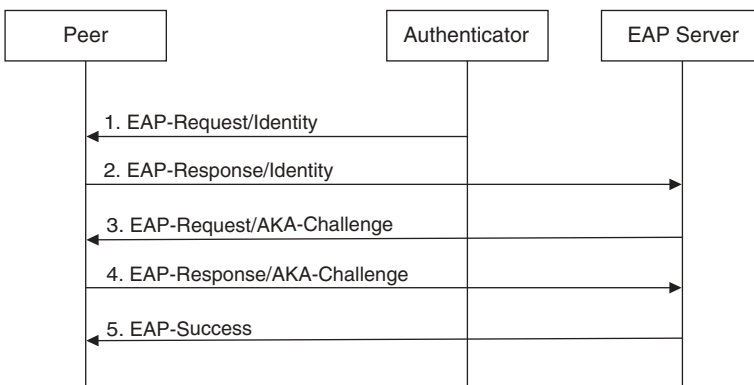 Peer
Authenticator
EAP Server
1. EAP-Request/Identity
2. EAP-Response/Identity
3. EAP-Request/AKA-Challenge
4. EAP-Response/AKA-Challenge
5. EAP-Success